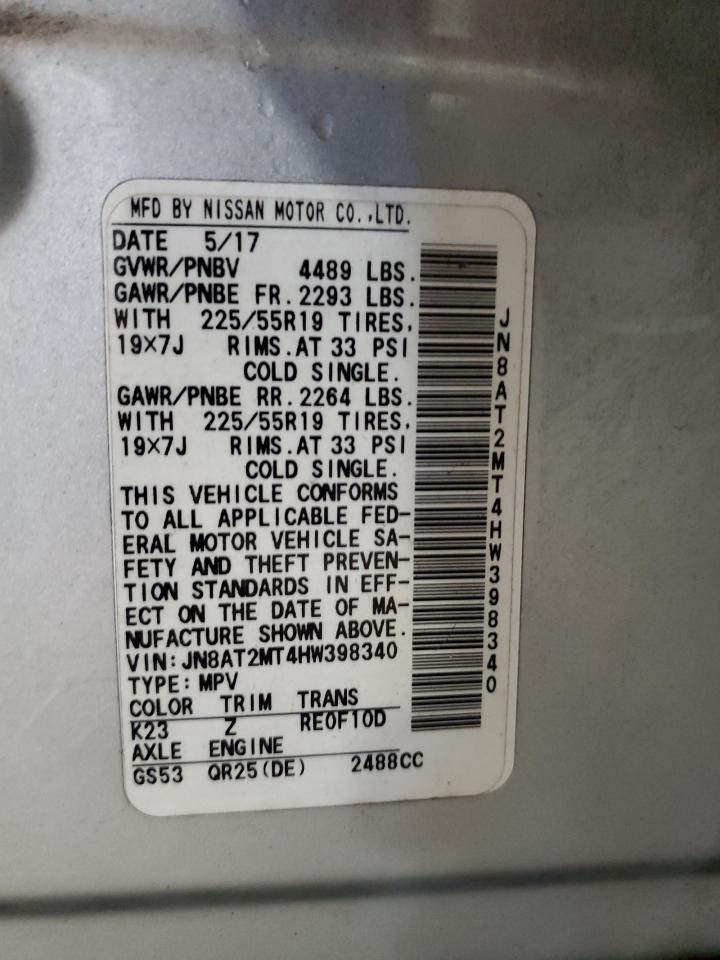 MFD BY NISSAN MOTOR CO.,LTD.
DATE 5/17
GVWR/PNBV 4489 LBS.
GAWR/PNBE FR. 2293 LBS.
WITH 225/55R19 TIRES,
19×7J RIMS.AT 33 PSI
COLD SINGLE.
GAWR/PNBE RR. 2264 LBS.
WITH 225/55R19 TIRES,
19×7J RIMS.AT 33 PSI
COLD SINGLE.
THIS VEHICLE CONFORMS
TO ALL APPLICABLE FED-
ERAL MOTOR VEHICLE SA-
FETY AND THEFT PREVEN-
TION STANDARDS IN EFF-
ECT ON THE DATE OF MA-
NUFACTURE SHOWN ABOVE.
VIN: JN8AT2MT4HW398340
TYPE: MPV
COLOR TRIM TRANS
K23 Z RE0F10D
AXLE ENGINE
GS53 QR25(DE) 2488CC
JN8AT2MT4HW398340